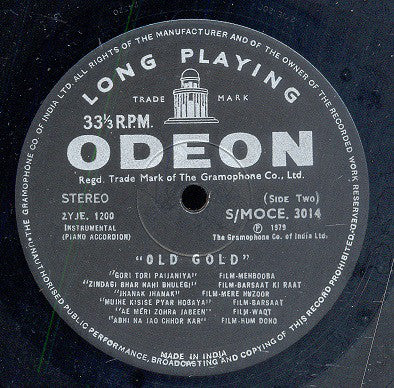 ALL RIGHTS OF THE MANUFACTURER AND OF THE OWNER OF THE RECORDED WORK RESERVED
UNAUTHORISED PUBLIC PERFORMANCE, BROADCASTING AND COPYING OF THIS RECORD
THE GRAMOPHONE CO. OF INDIA LTD.
LONG PLAYING
TRADE MARK
33⅓ R.P.M.
ODEON
Regd. Trade Mark of The Gramophone Co., Ltd.
STEREO (Side Two)
2YJE. 1200 S/MOCE. 3014
INSTRUMENTAL ℗ 1979
(PIANO ACCORDION) The Gramophone Co. of India Ltd.
"OLD GOLD"
"GORI TORI PAIJANIYA" FILM-MEHBOOBA
"ZINDAGI BHAR NAHI BHULEGI" FILM-BARSAAT KI RAAT
"JHANAK JHANAK" FILM-MERE HUZOOR
"MUJHE KISISE PYAR HOGAYA" FILM-BARSAAT
"AE MERI ZOHRA JABEEN" FILM-WAQT
"ABHI NA JAO CHHOR KAR" FILM-HUM DONO
MADE IN INDIA